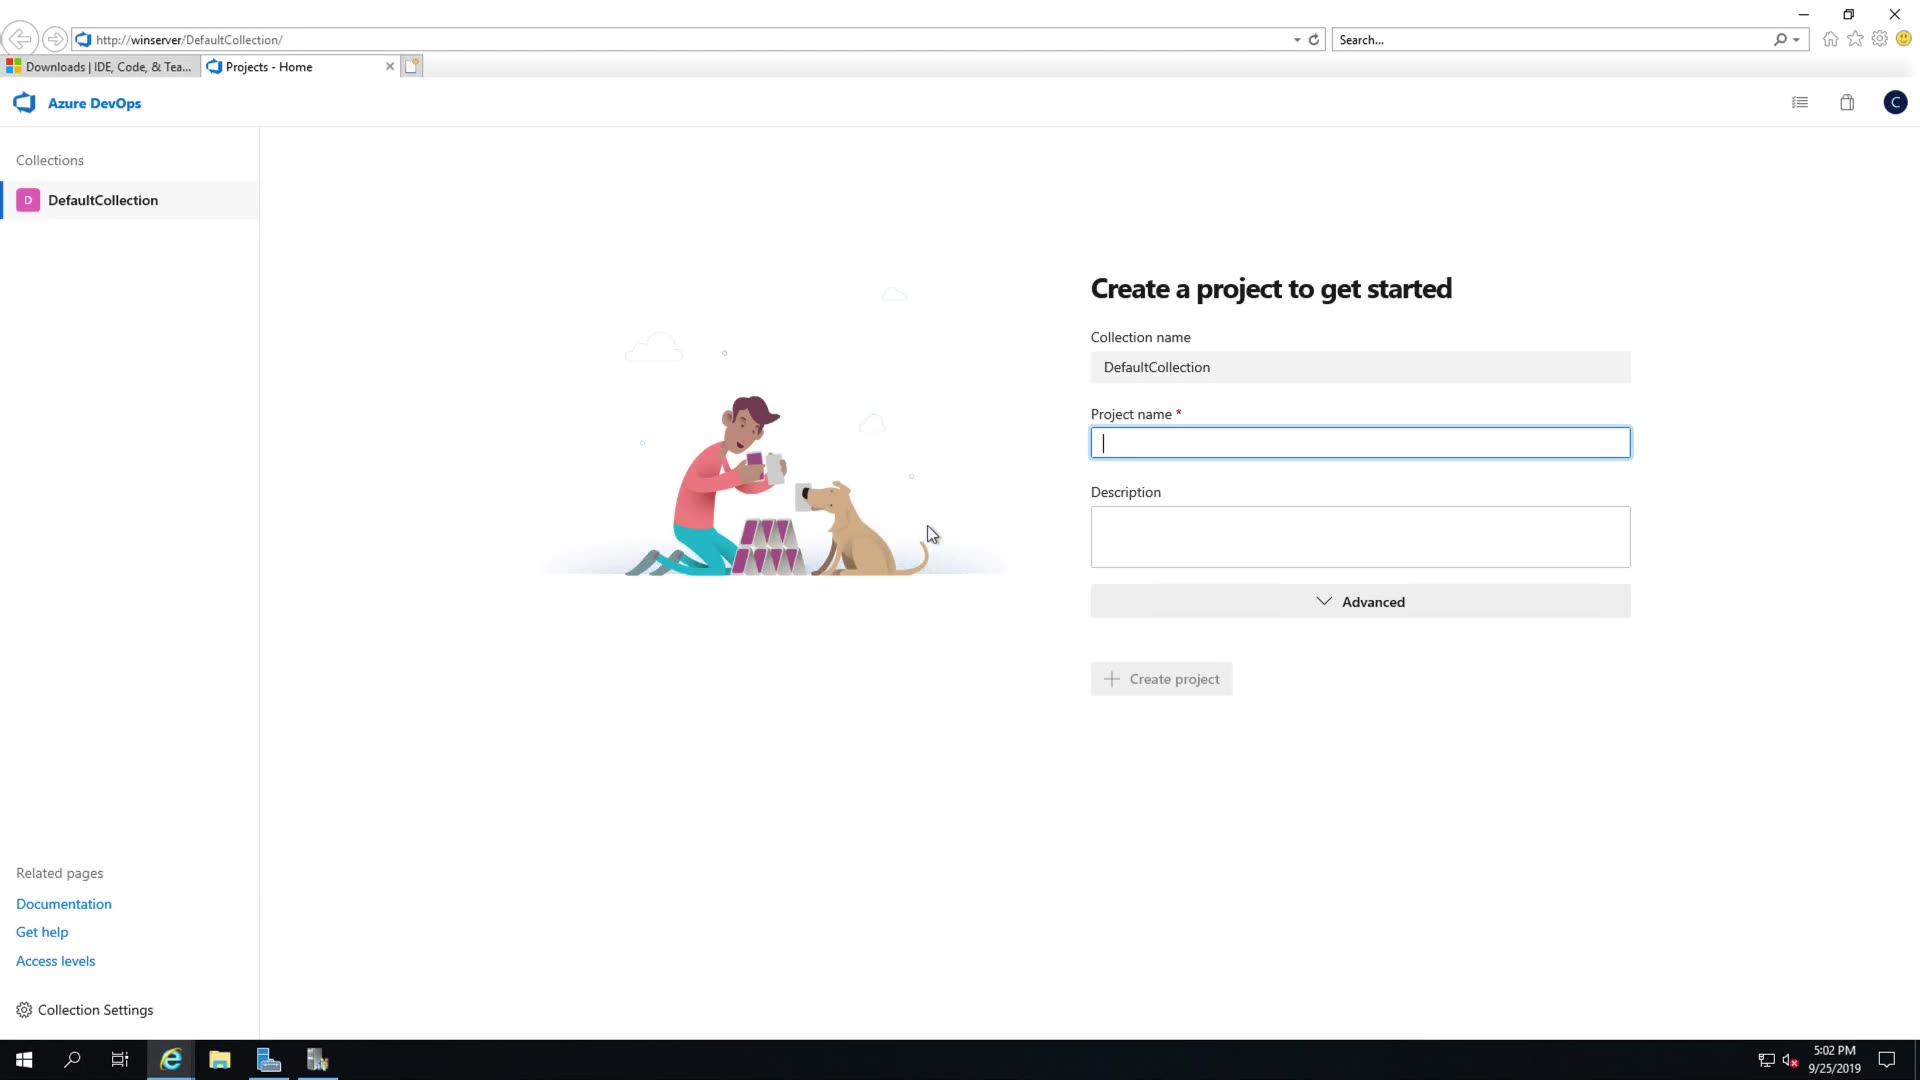 http://winserver/DefaultCollection/
Search...
Downloads | IDE, Code, & Tea...
Projects - Home
Azure DevOps
C
Collections
D
DefaultCollection
Create a project to get started
Collection name
DefaultCollection
Project name *
Description
Advanced
Create project
Related pages
Documentation
Get help
Access levels
Collection Settings
5:02 PM
9/25/2019